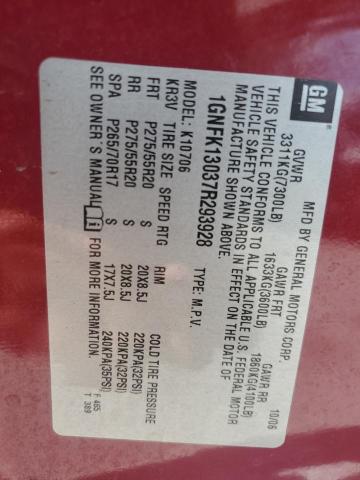 GM
MFD BY GENERAL MOTORS CORP. 10/06
GVWR GAWR FRT GAWR RR
3311KG(7300LB) 1633KG(3600LB) 1860KG(4100LB)
THIS VEHICLE CONFORMS TO ALL APPLICABLE U.S. FEDERAL MOTOR
VEHICLE SAFETY STANDARDS IN EFFECT ON THE DATE OF
MANUFACTURE SHOWN ABOVE.
1GNFK13037R293928 TYPE: M.P.V.
MODEL: K10706
KR3V TIRE SIZE SPEED RTG RIM COLD TIRE PRESSURE
FRT P275/55R20 S 20X8.5J 220KPA(32PSI)
RR P275/55R20 S 20X8.5J 220KPA(32PSI)
SPA P265/70R17 S 17X7.5J 240KPA(35PSI)
SEE OWNER'S MANUAL F 465
T 389